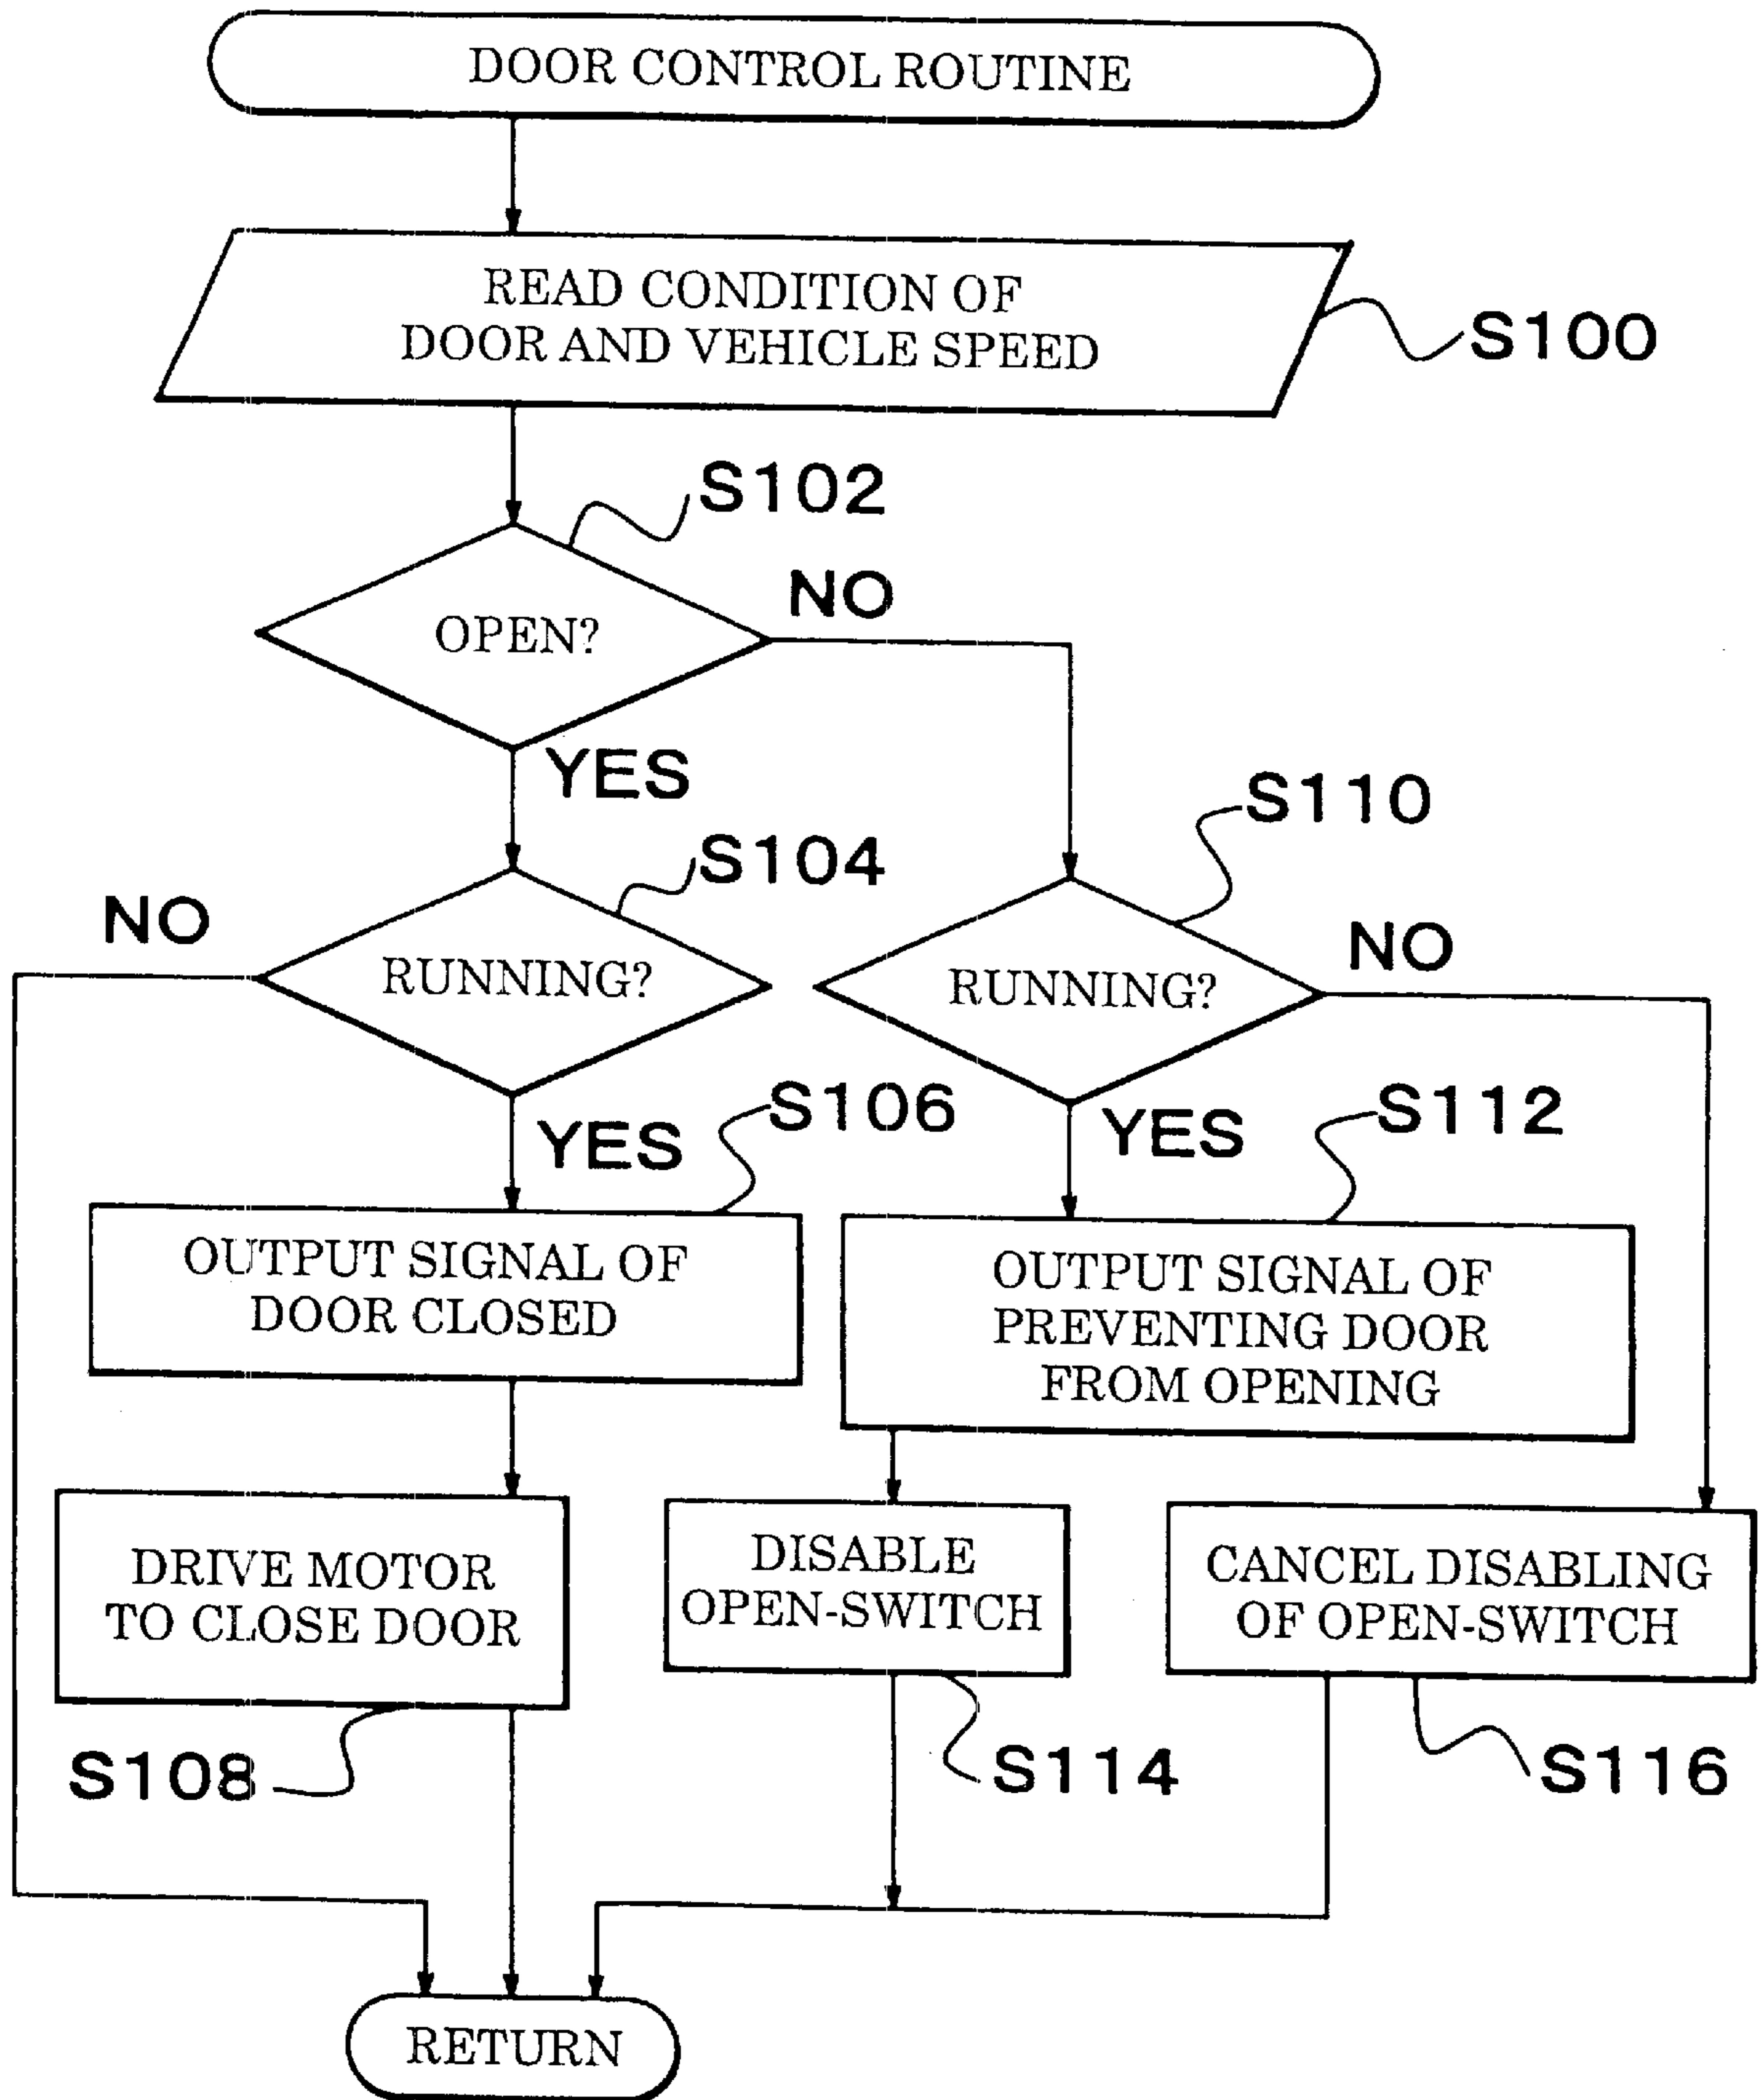 DOOR CONTROL ROUTINE
READ CONDITION OF
DOOR AND VEHICLE SPEED
S100
S102
OPEN?
NO
YES
S104
S110
NO
RUNNING?
RUNNING?
NO
YES
S106
YES
S112
OUTPUT SIGNAL OF
DOOR CLOSED
OUTPUT SIGNAL OF
PREVENTING DOOR
FROM OPENING
DRIVE MOTOR
TO CLOSE DOOR
DISABLE
OPEN-SWITCH
CANCEL DISABLING
OF OPEN-SWITCH
S108
S114
S116
RETURN